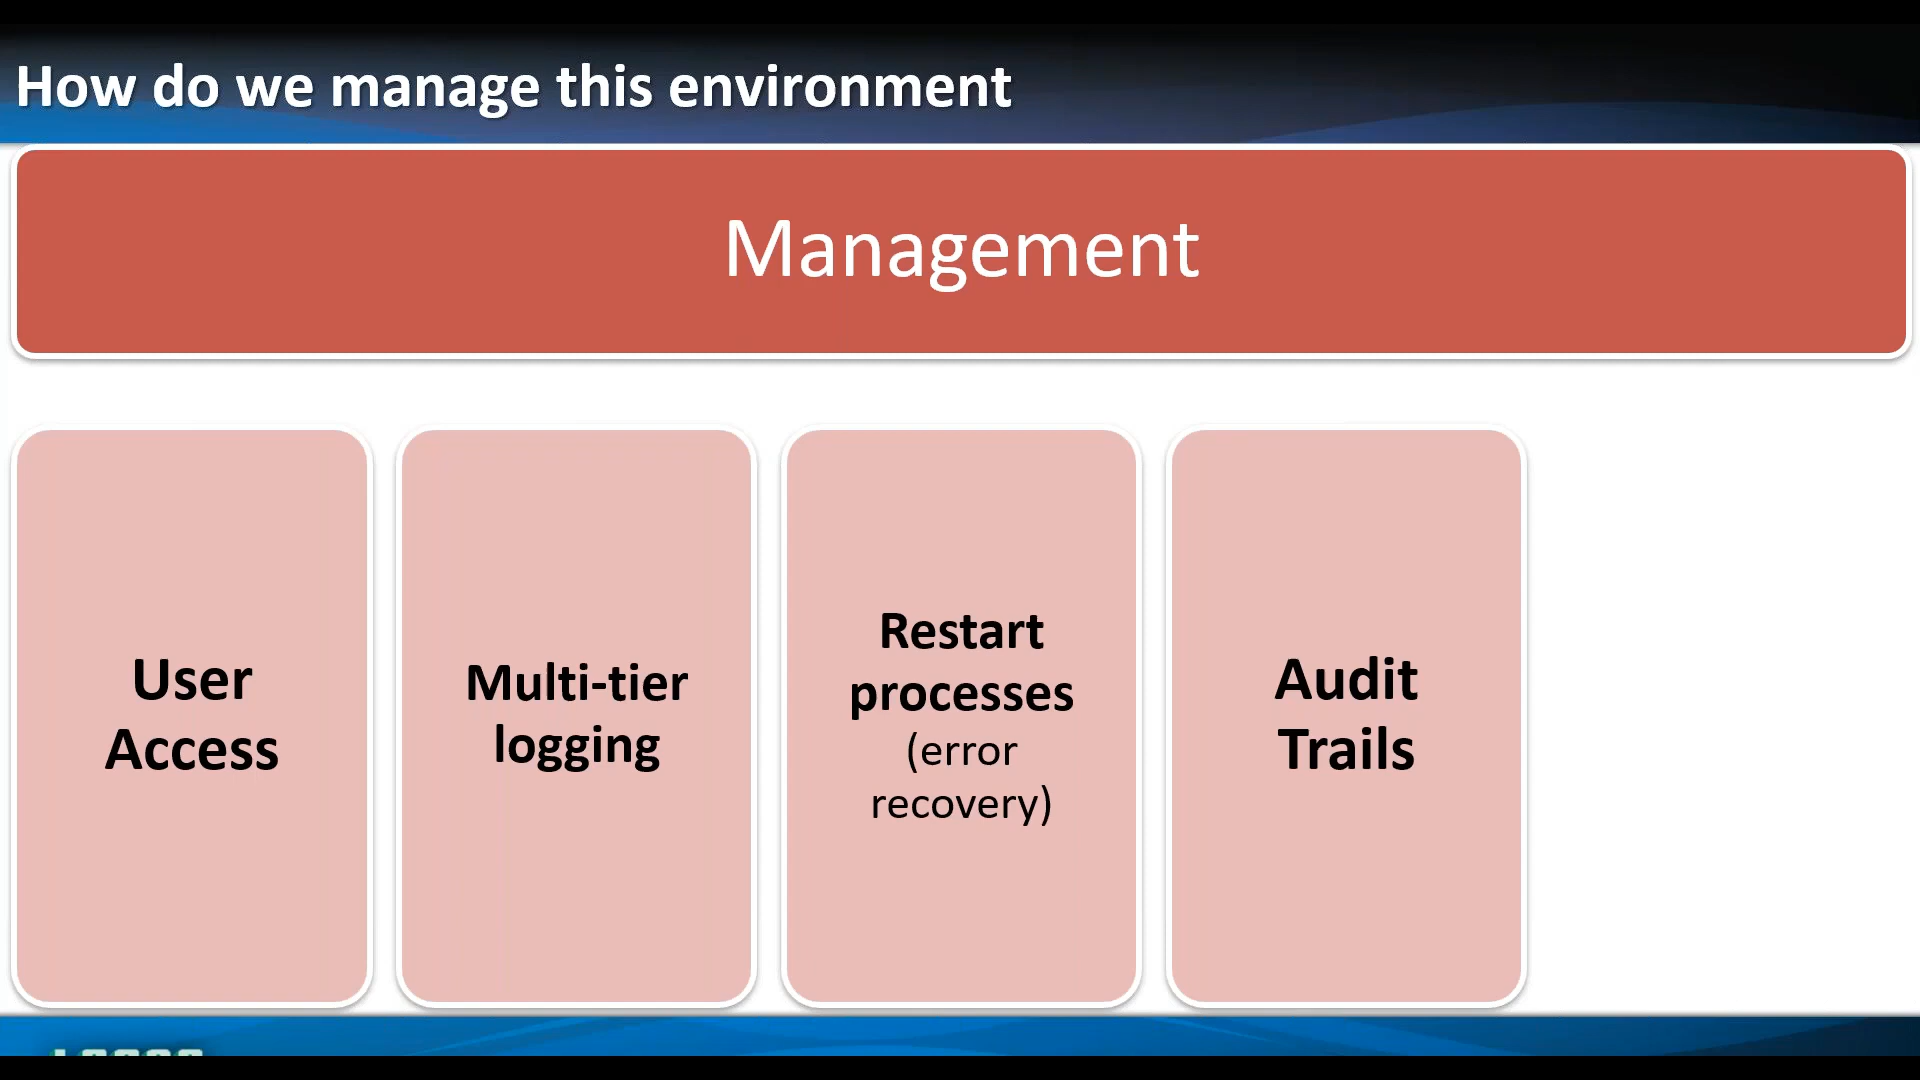 How do we manage this environment
Management
User
Access
Multi-tier
logging
Restart
processes
(error
recovery)
Audit
Trails